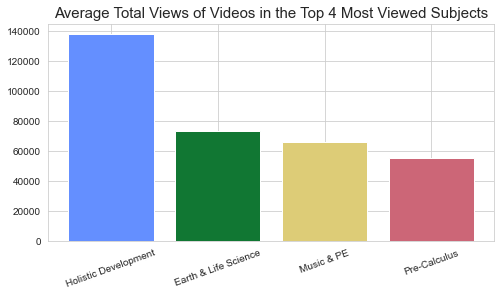 Average Total Views of Videos in the Top 4 Most Viewed Subjects
140000
120000
100000
80000
60000
40000
20000
0
Holistic Development
Earth & Life Science
Music & PE
Pre-Calculus